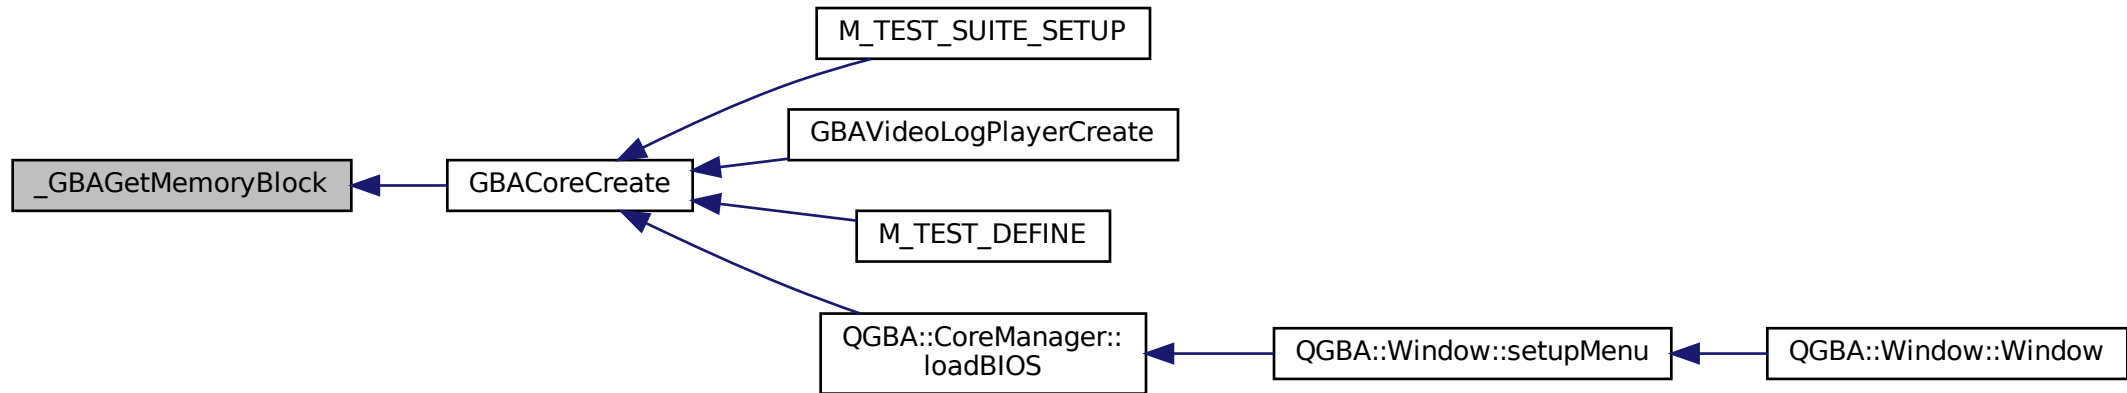 M_TEST_SUITE_SETUP
GBAVideoLogPlayerCreate
_GBAGetMemoryBlock
GBACoreCreate
M_TEST_DEFINE
QGBA::CoreManager::
loadBIOS
QGBA::Window::setupMenu
QGBA::Window::Window